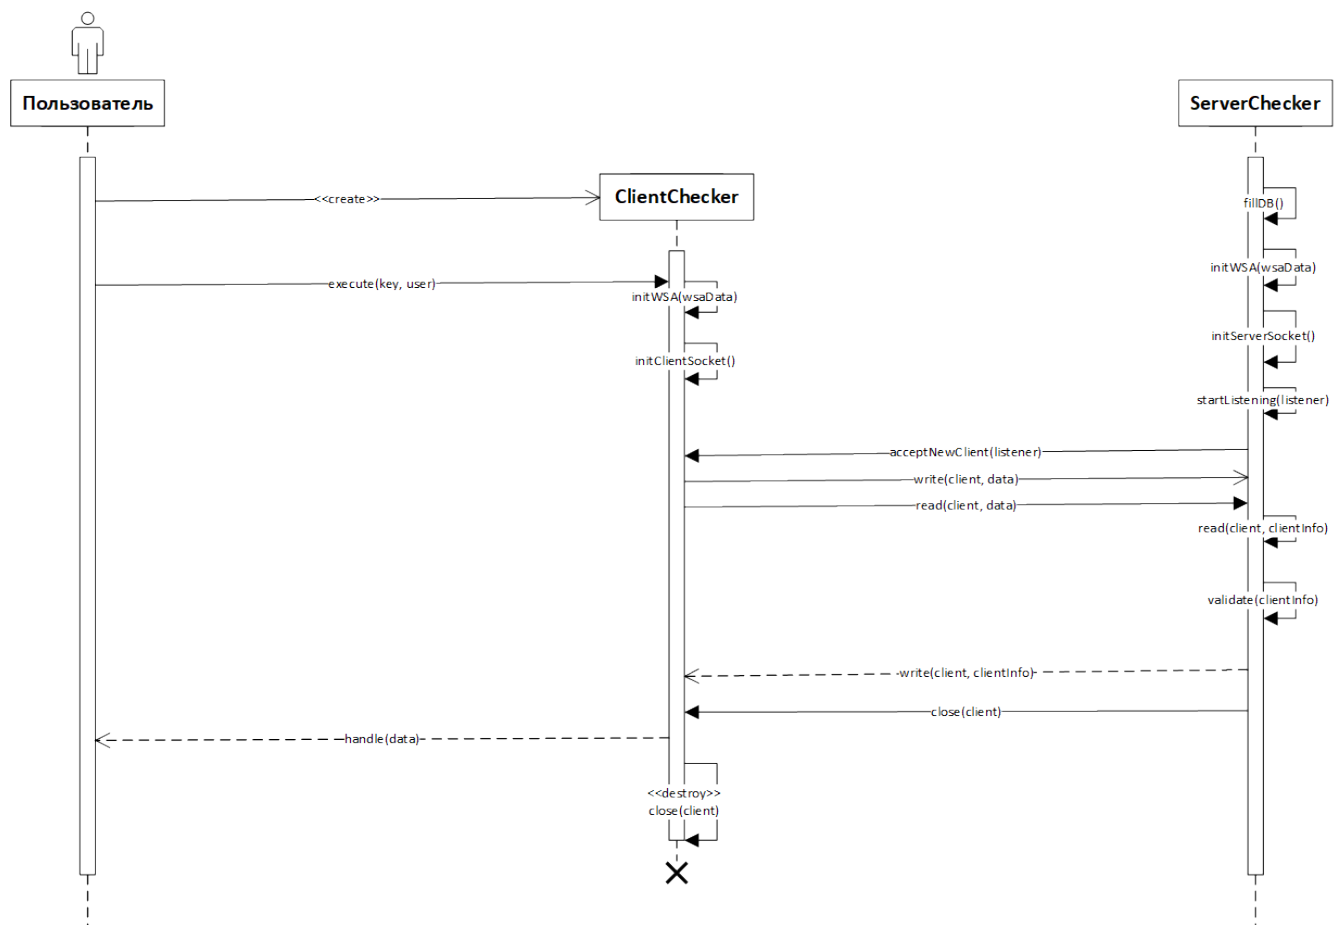 Пользователь
ServerChecker
<<create>>
ClientChecker
fillDB()
initWSA(wsaData)
execute(key, user)
initWSA(wsaData)
initServerSocket()
initClientSocket()
startListening(listener)
acceptNewClient(listener)
write(client, data)
read(client, data)
read(client, clientInfo)
validate(clientInfo)
write(client, clientInfo)
close(client)
handle(data)
<<destroy>>
close(client)